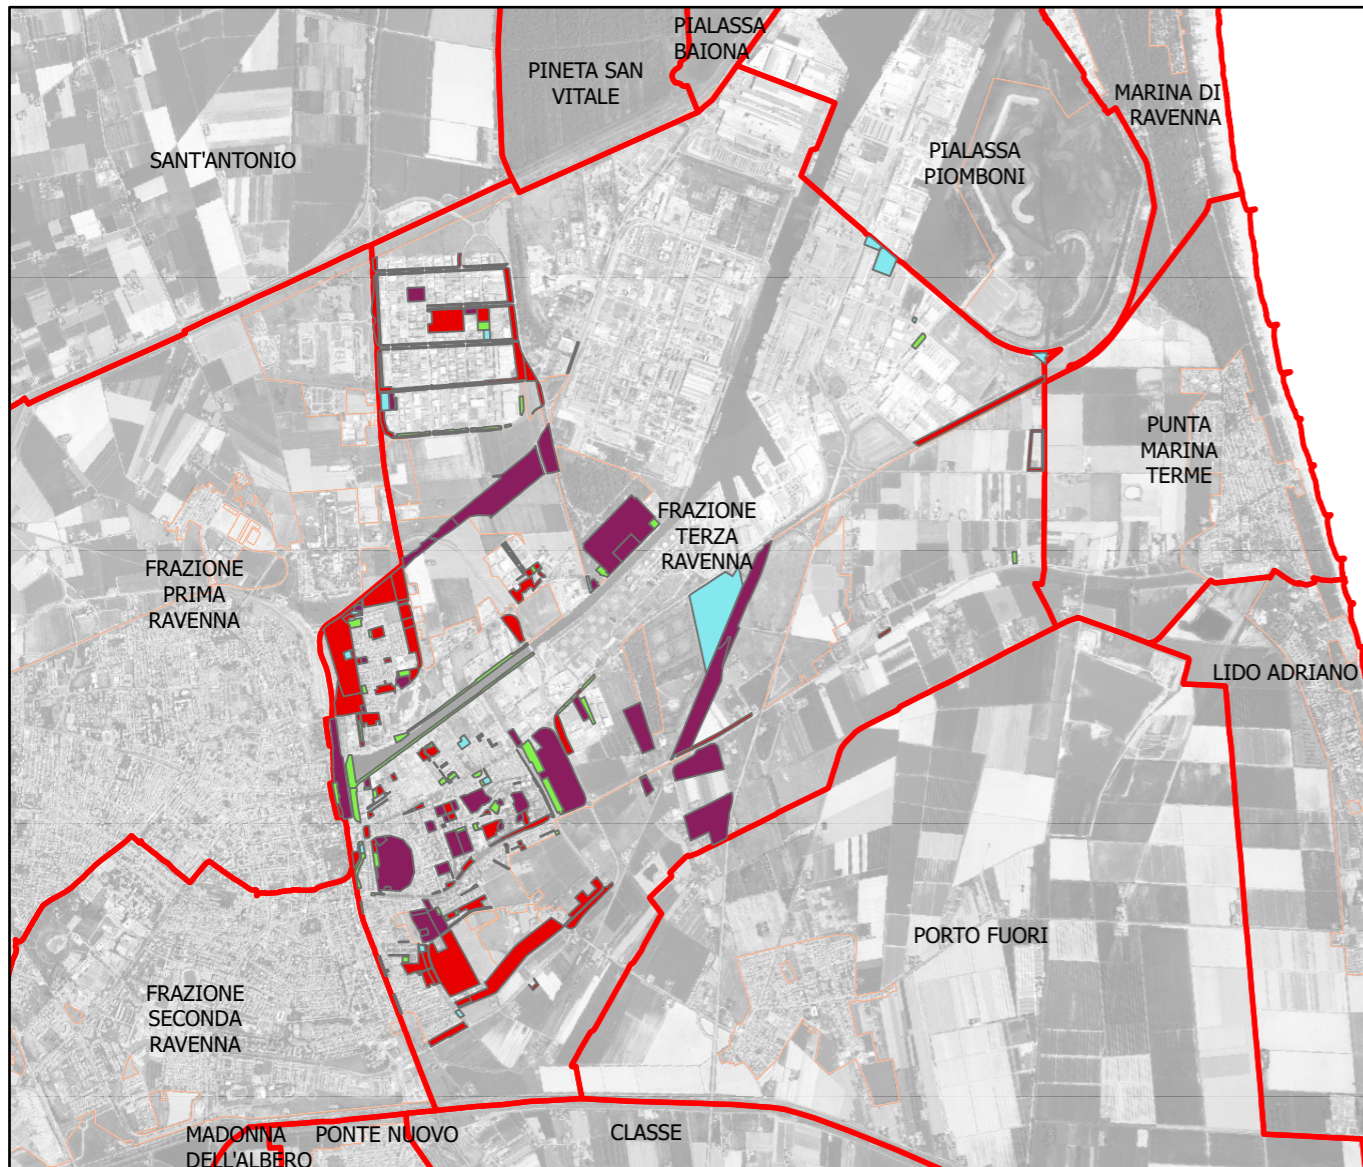 PIALASSA
BAIONA
PINETA SAN
VITALE
MARINA DI
RAVENNA
SANT'ANTONIO
PIALASSA
PIOMBONI
PUNTA
MARINA
TERME
FRAZIONE
TERZA
RAVENNA
FRAZIONE
PRIMA
RAVENNA
LIDO ADRIANO
PORTO FUORI
FRAZIONE
SECONDA
RAVENNA
MADONNA
DELL'ALBERO
PONTE NUOVO
CLASSE